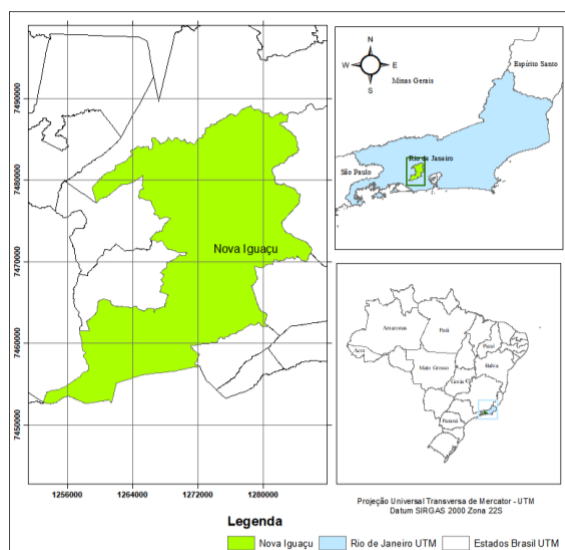 7490000
7480000
7470000
7460000
7450000
1256000
1264000
1272000
1280000
Nova Iguaçu
N
W
E
S
Espírito Santo
Minas Gerais
Rio de Janeiro
São Paulo
Amazonas
Pará
Piauí
Acre
Mato Grosso
Bahia
Goiás
Paraná
Projeção Universal Transversa de Mercator - UTM
Datum SIRGAS 2000 Zona 22S
Legenda
Nova Iguaçu
Rio de Janeiro UTM
Estados Brasil UTM